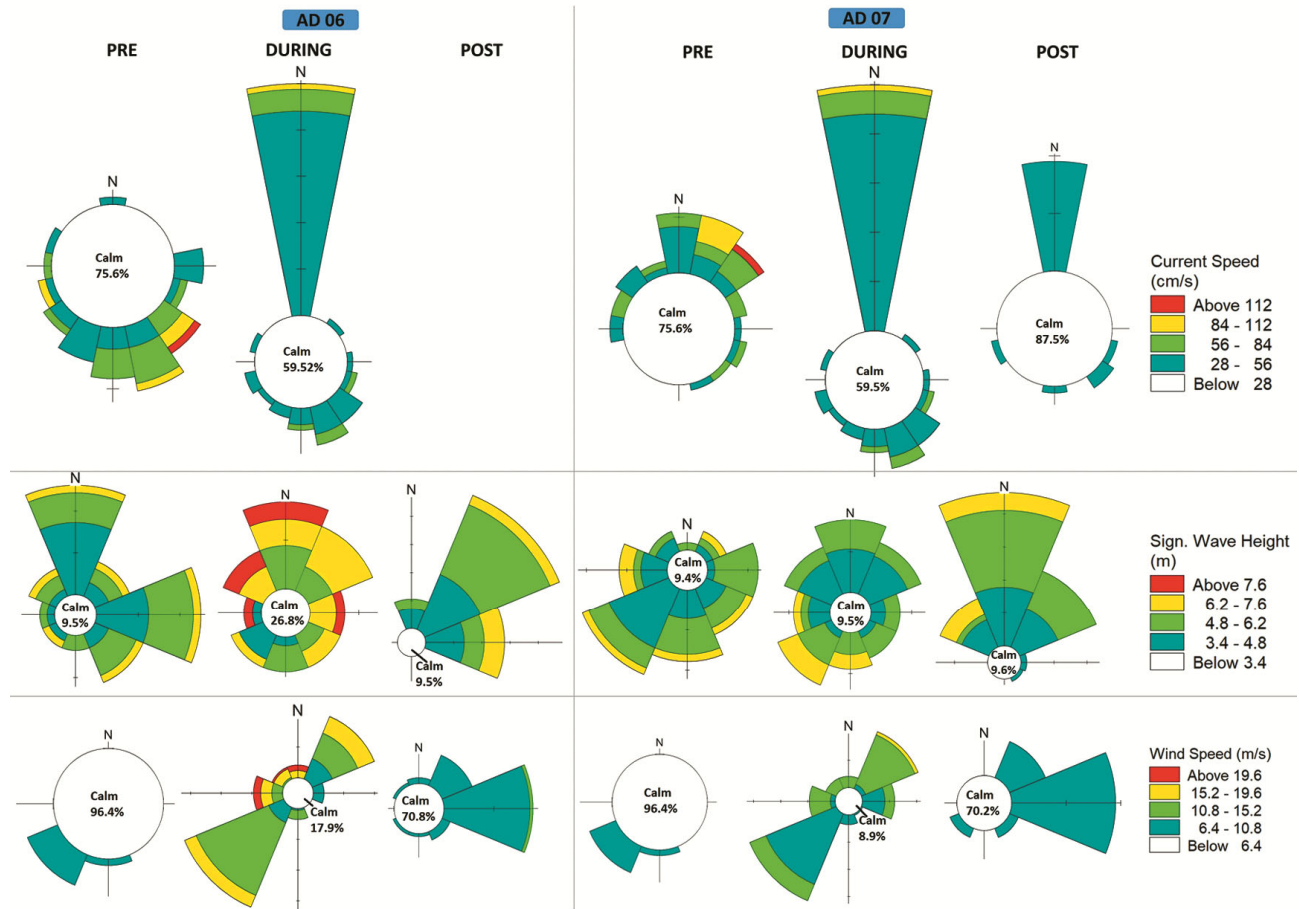 AD 06
AD 07
PRE
DURING
POST
PRE
DURING
POST
N
Calm
75.6%
N
Calm
59.52%
N
Calm
75.6%
N
Calm
59.5%
N
Calm
87.5%
Current Speed
(cm/s)
Above 112
84 - 112
56 - 84
28 - 56
Below 28
N
Calm
9.5%
N
Calm
26.8%
N
Calm
9.5%
N
Calm
9.4%
N
Calm
9.5%
N
Calm
9.6%
Sign. Wave Height
(m)
Above 7.6
6.2 - 7.6
4.8 - 6.2
3.4 - 4.8
Below 3.4
N
Calm
96.4%
N
Calm
17.9%
N
Calm
70.8%
N
Calm
96.4%
N
Calm
8.9%
N
Calm
70.2%
Wind Speed (m/s)
Above 19.6
15.2 - 19.6
10.8 - 15.2
6.4 - 10.8
Below 6.4